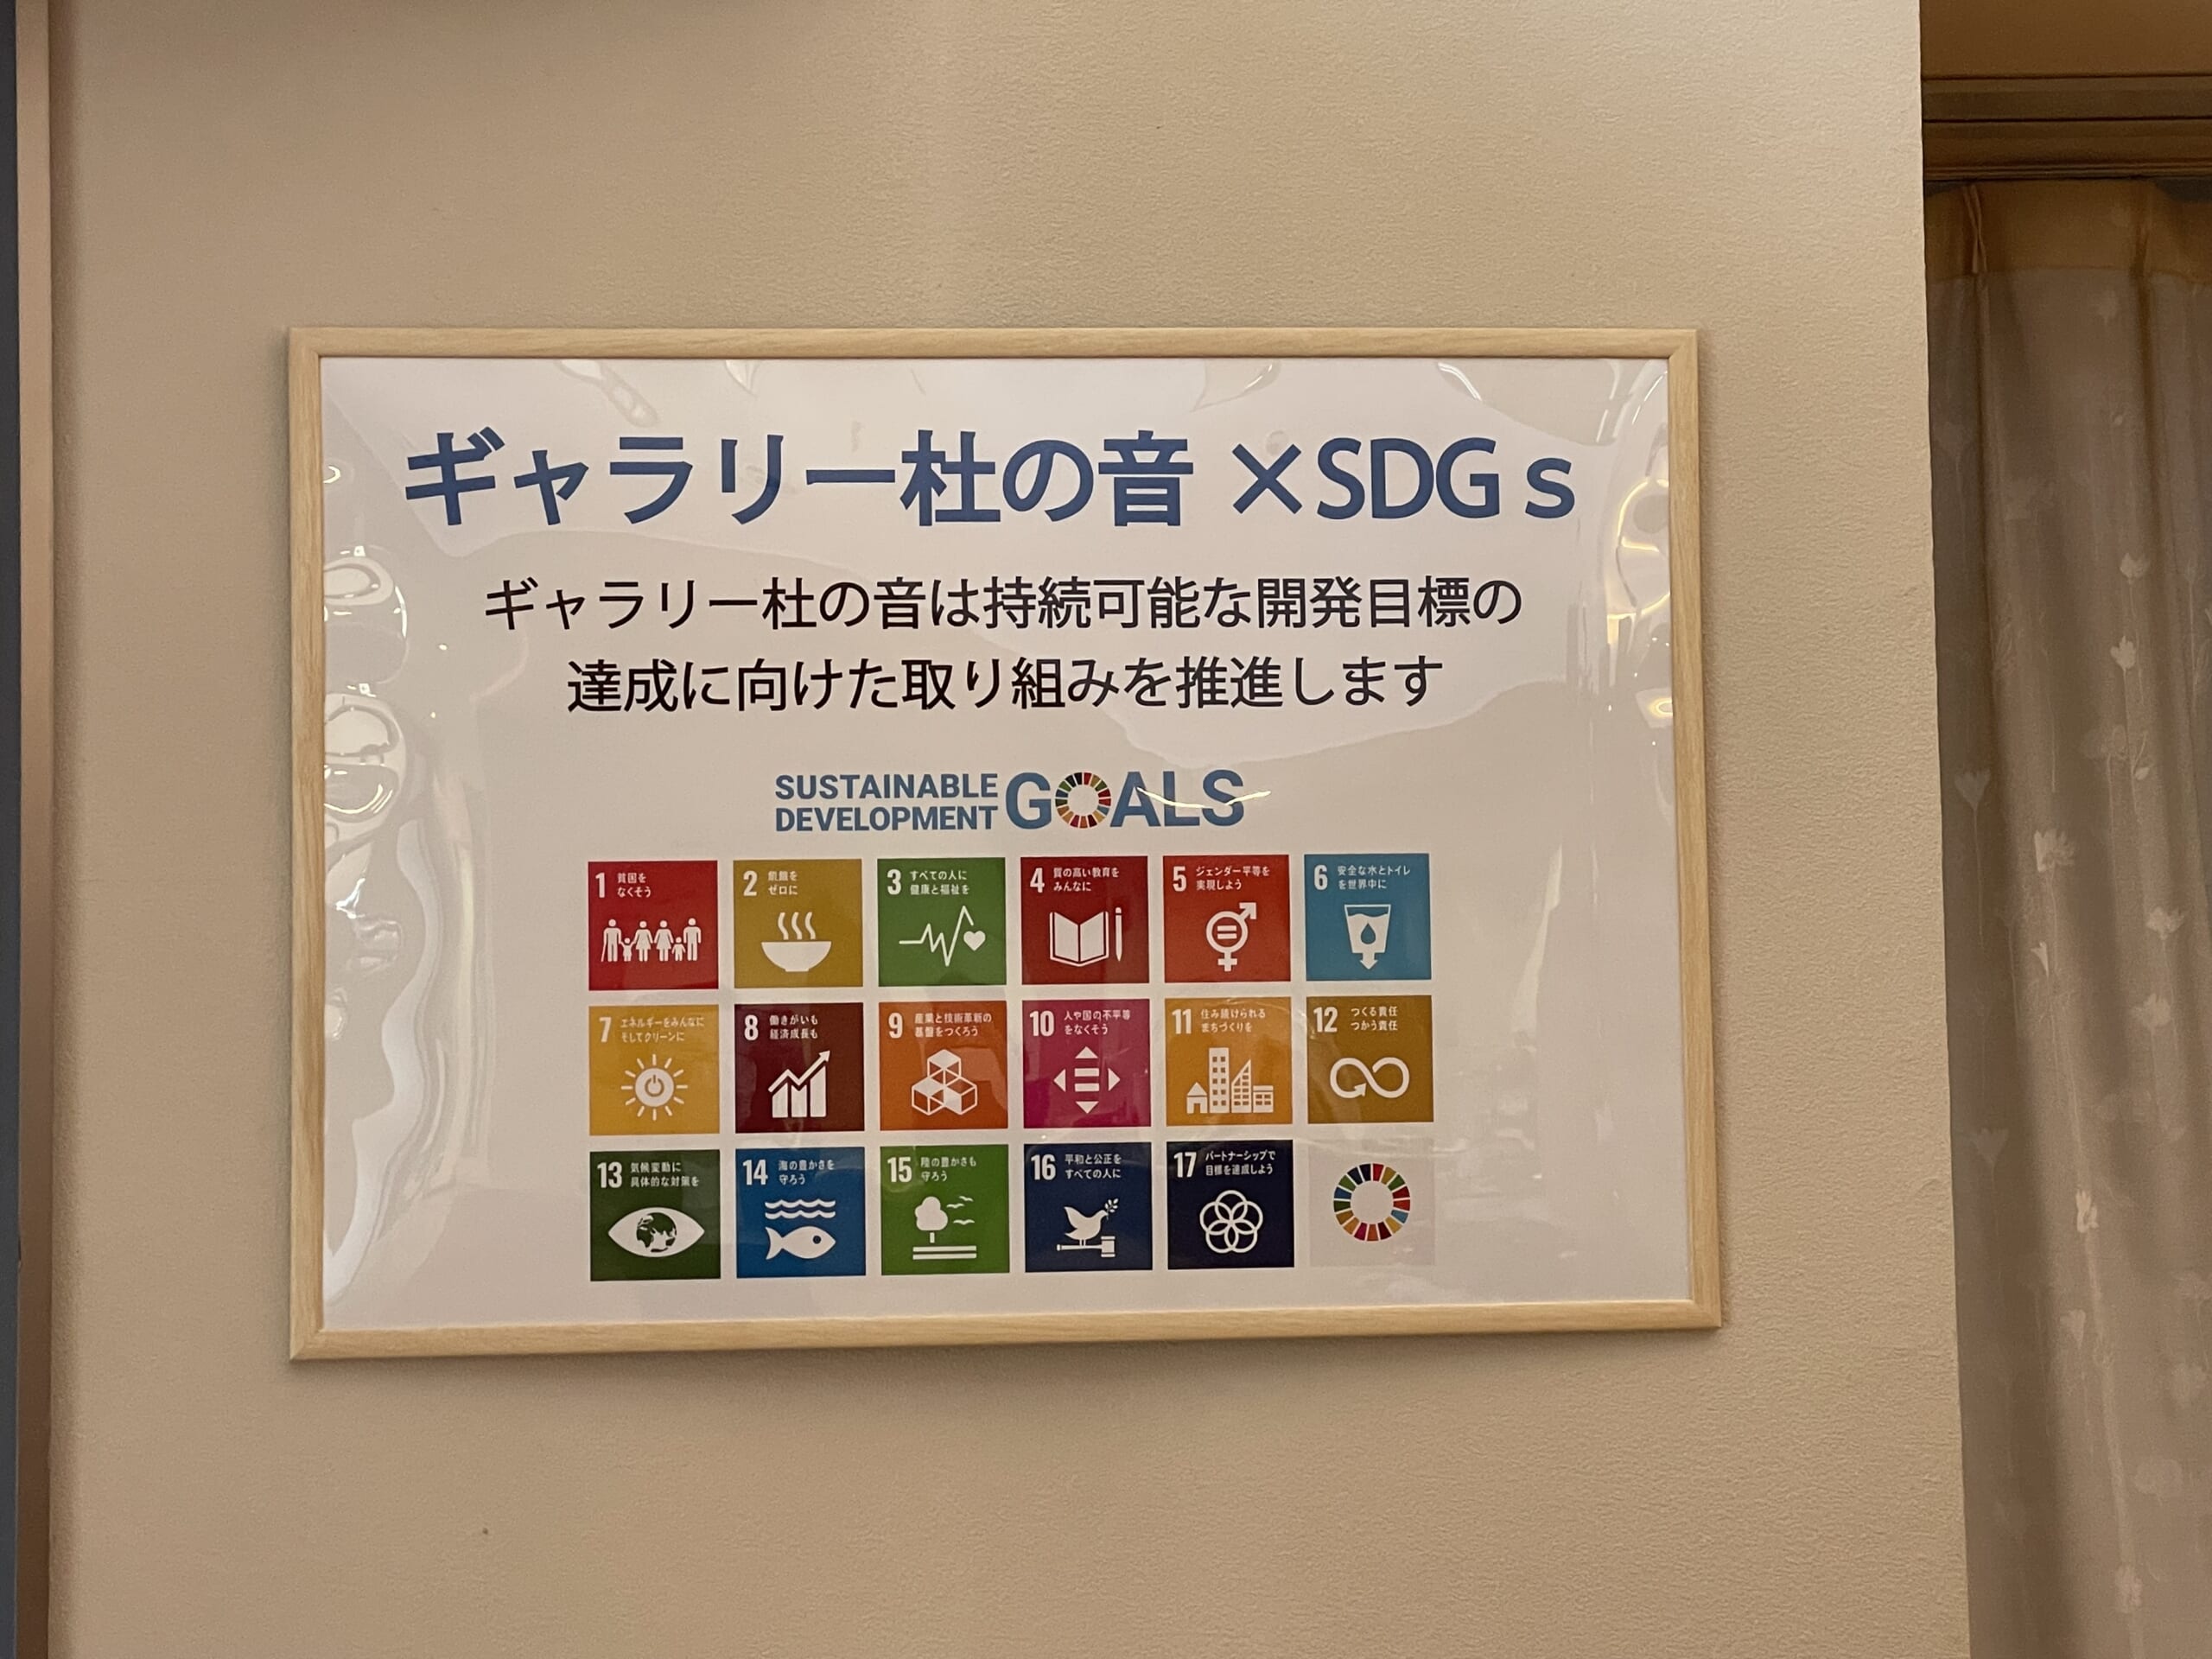 ギャラリー杜の音 ×SDGｓ
ギャラリー杜の音は持続可能な開発目標の
達成に向けた取り組みを推進します
SUSTAINABLE
DEVELOPMENT GOALS
1 貧困を
なくそう
2 飢餓を
ゼロに
3 すべての人に
健康と福祉を
4 質の高い教育を
みんなに
5 ジェンダー平等を
実現しよう
6 安全な水とトイレ
を世界中に
7 エネルギーをみんなに
そしてクリーンに
8 働きがいも
経済成長も
9 産業と技術革新の
基盤をつくろう
10 人や国の不平等
をなくそう
11 住み続けられる
まちづくりを
12 つくる責任
つかう責任
13 気候変動に
具体的な対策を
14 海の豊かさを
守ろう
15 陸の豊かさも
守ろう
16 平和と公正を
すべての人に
17 パートナーシップで
目標を達成しよう